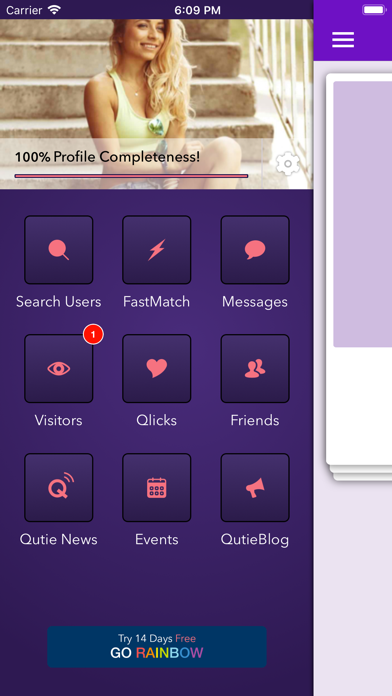 Carrier 6:09 PM
100% Profile Completeness!
Search Users FastMatch Messages
1
Visitors Qlicks Friends
Qutie News Events QutieBlog
Try 14 Days Free
GO RAINBOW